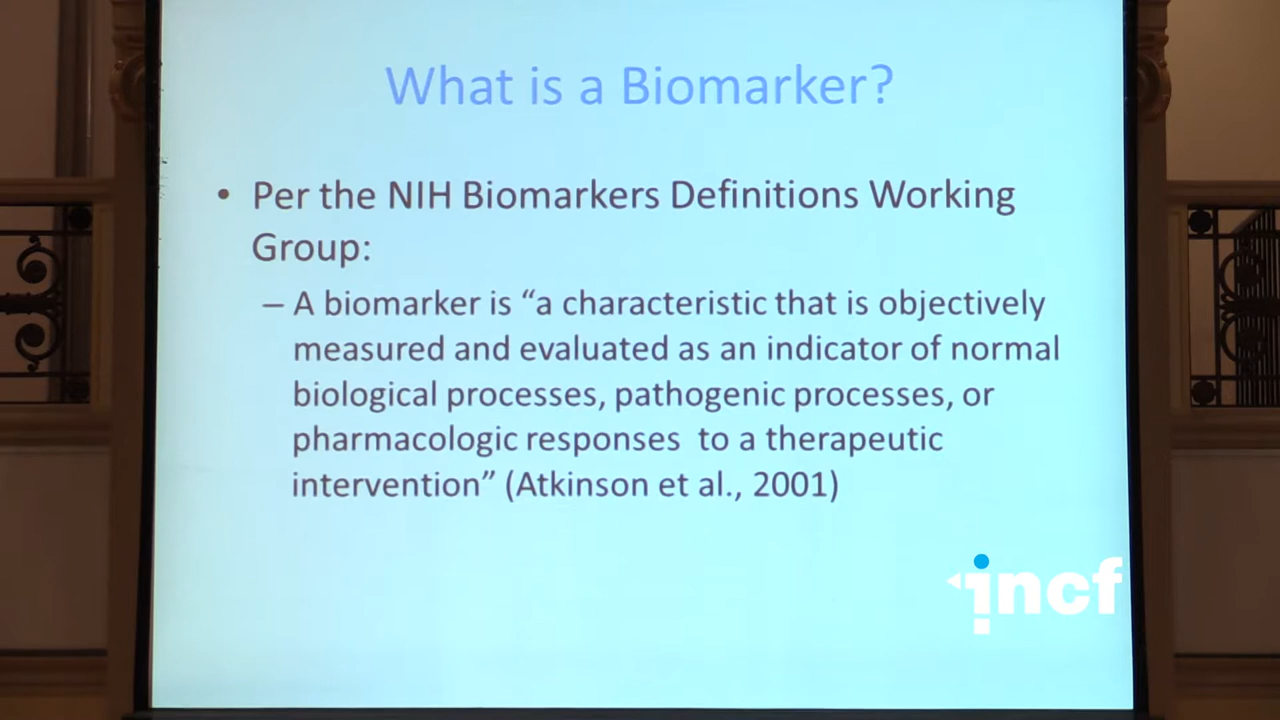 What is a Biomarker?
• Per the NIH Biomarkers Definitions Working
Group:
– A biomarker is “a characteristic that is objectively
measured and evaluated as an indicator of normal
biological processes, pathogenic processes, or
pharmacologic responses to a therapeutic
intervention” (Atkinson et al., 2001)
incf